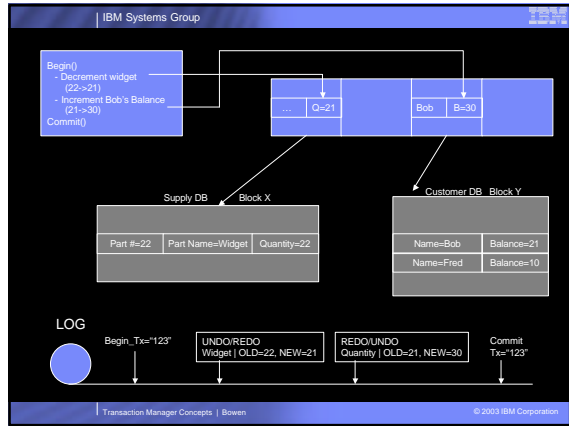 IBM Systems Group
IBM
Begin()
- Decrement widget
(22->21)
- Increment Bob's Balance
(21->30)
Commit()
... Q=21
Bob B=30
Supply DB Block X
Customer DB Block Y
Part #=22 Part Name=Widget Quantity=22
Name=Bob Balance=21
Name=Fred Balance=10
LOG
Begin_Tx="123"
UNDO/REDO
Widget | OLD=22, NEW=21
REDO/UNDO
Quantity | OLD=21, NEW=30
Commit
Tx="123"
Transaction Manager Concepts | Bowen
© 2003 IBM Corporation